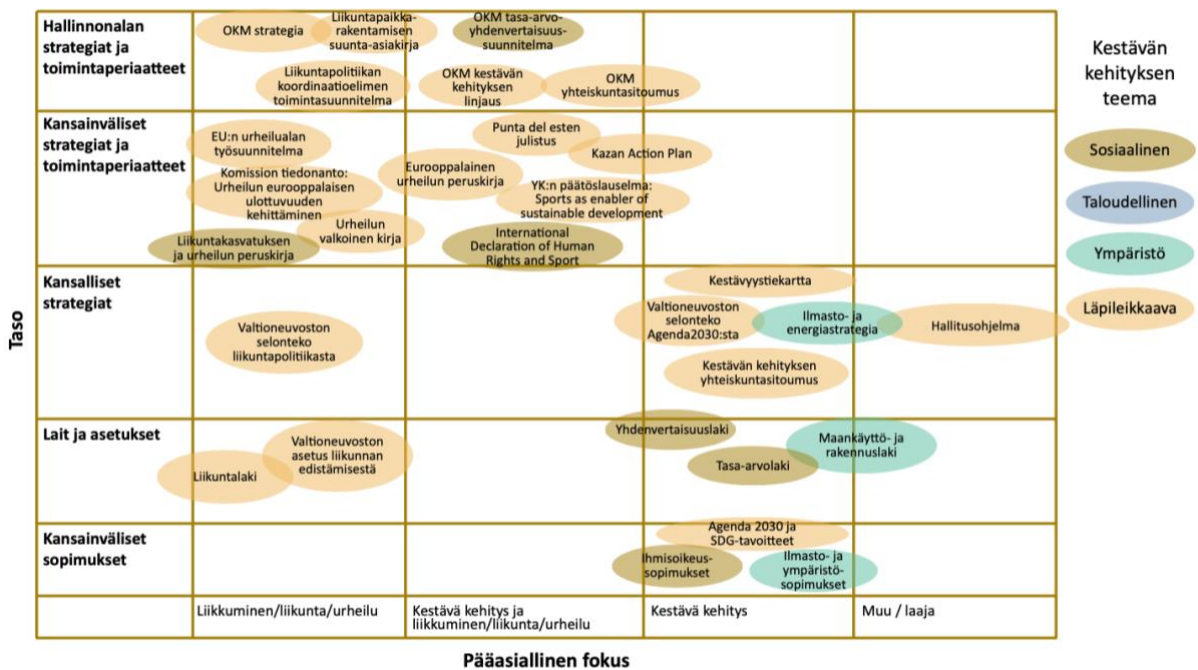 Hallinnonalan
strategiat ja
toimintaperiaatteet
OKM strategia
Liikuntapaikka-
rakentamisen
suunta-asiakirja
OKM tasa-arvo-
yhdenvertaisuus-
suunnitelma
Liikuntapolitiikan
koordinaatioelimen
toimintasuunnitelma
OKM kestävän
kehityksen
linjaus
OKM
yhteiskuntasitoumus
Kansainväliset
strategiat ja
toimintaperiaatteet
EU:n urheilualan
työsuunnitelma
Komission tiedonanto:
Urheilun eurooppalaisen
ulottuvuuden
kehittäminen
Urheilun
valkoinen kirja
Liikuntakasvatuksen
ja urheilun peruskirja
Punta del esten
julistus
Kazan Action Plan
Eurooppalainen
urheilun peruskirja
YK:n päätöslauselma:
Sports as enabler of
sustainable development
International
Declaration of Human
Rights and Sport
Kansalliset
strategiat
Valtioneuvoston
selonteko
liikuntapolitiikasta
Kestävyystiekartta
Valtioneuvoston
selonteko
Agenda2030:sta
Ilmasto- ja
energiastrategia
Hallitusohjelma
Kestävän kehityksen
yhteiskuntasitoumus
Lait ja asetukset
Liikuntalaki
Valtioneuvoston
asetus liikunnan
edistämisestä
Yhdenvertaisuuslaki
Tasa-arvolaki
Maankäyttö- ja
rakennuslaki
Kansainväliset
sopimukset
Agenda 2030 ja
SDG-tavoitteet
Ihmisoikeus-
sopimukset
Ilmasto- ja
ympäristö-
sopimukset
Liikkuminen/liikunta/urheilu
Kestävä kehitys ja
liikkuminen/liikunta/urheilu
Kestävä kehitys
Muu / laaja
Taso
Pääasiallinen fokus
Kestävän
kehityksen
teema
Sosiaalinen
Taloudellinen
Ympäristö
Läpileikkaava